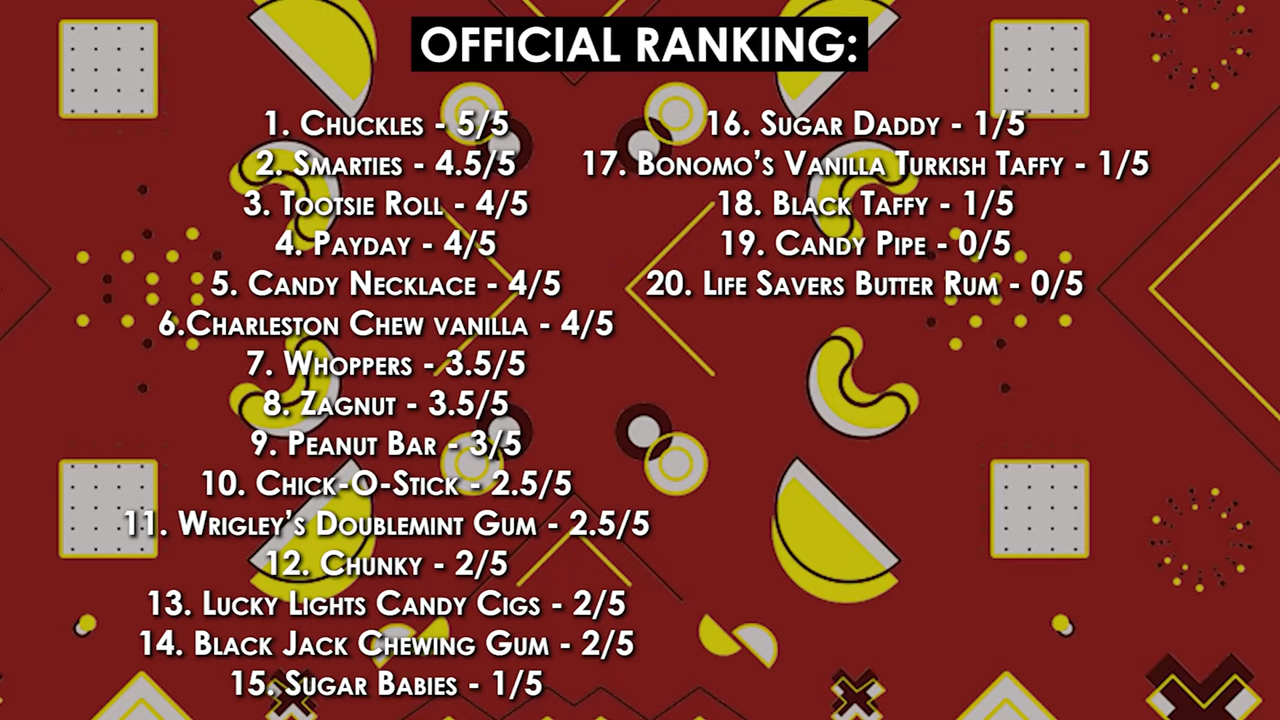 OFFICIAL RANKING:
1. Chuckles - 5/5
2. Smarties - 4.5/5
3. Tootsie Roll - 4/5
4. Payday - 4/5
5. Candy Necklace - 4/5
6.Charleston Chew vanilla - 4/5
7. Whoppers - 3.5/5
8. Zagnut - 3.5/5
9. Peanut Bar - 3/5
10. Chick-O-Stick - 2.5/5
11. Wrigley's Doublemint Gum - 2.5/5
12. Chunky - 2/5
13. Lucky Lights Candy Cigs - 2/5
14. Black Jack Chewing Gum - 2/5
15. Sugar Babies - 1/5
16. Sugar Daddy - 1/5
17. Bonomo's Vanilla Turkish Taffy - 1/5
18. Black Taffy - 1/5
19. Candy Pipe - 0/5
20. Life Savers Butter Rum - 0/5